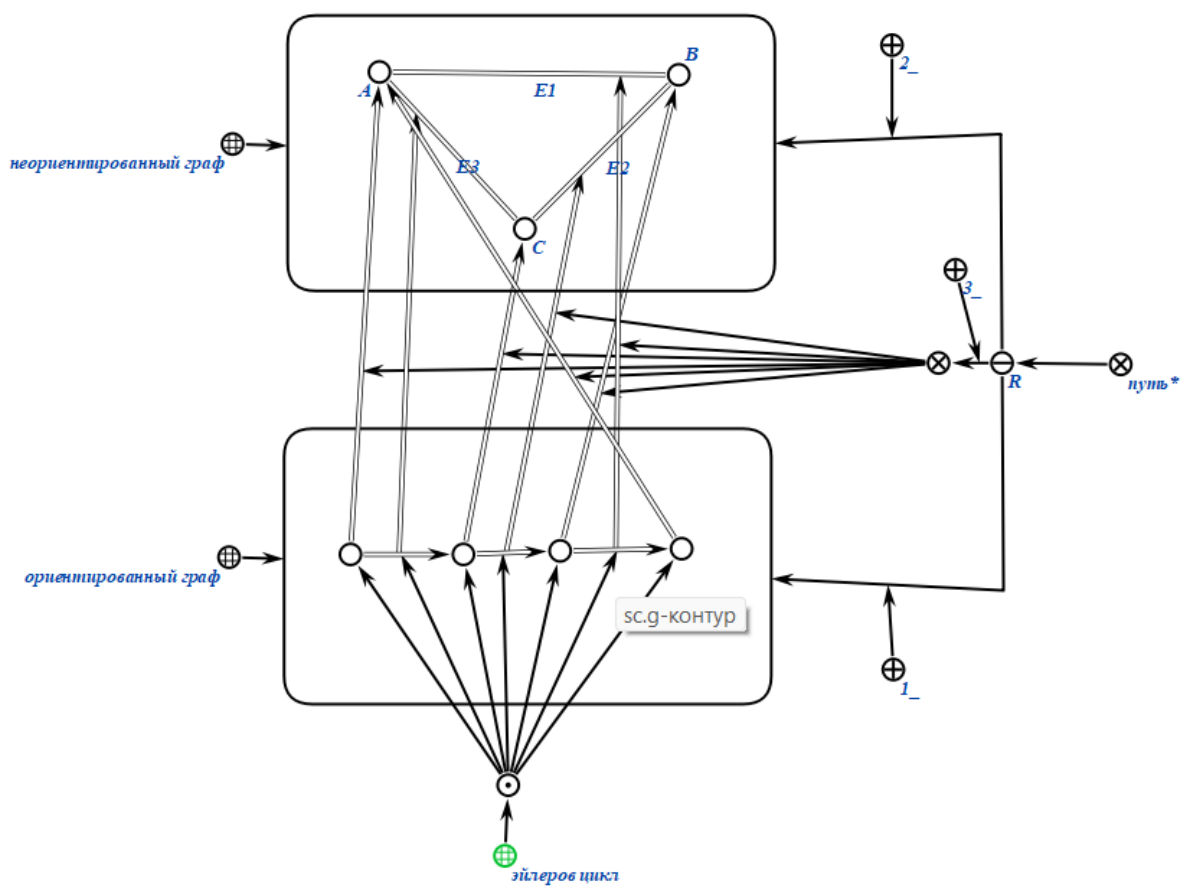 B
2_
A
E1
неориентированный граф
E3
E2
C
3_
R
путь*
ориентированный граф
sc.g-контур
1_
эйлеров цикл